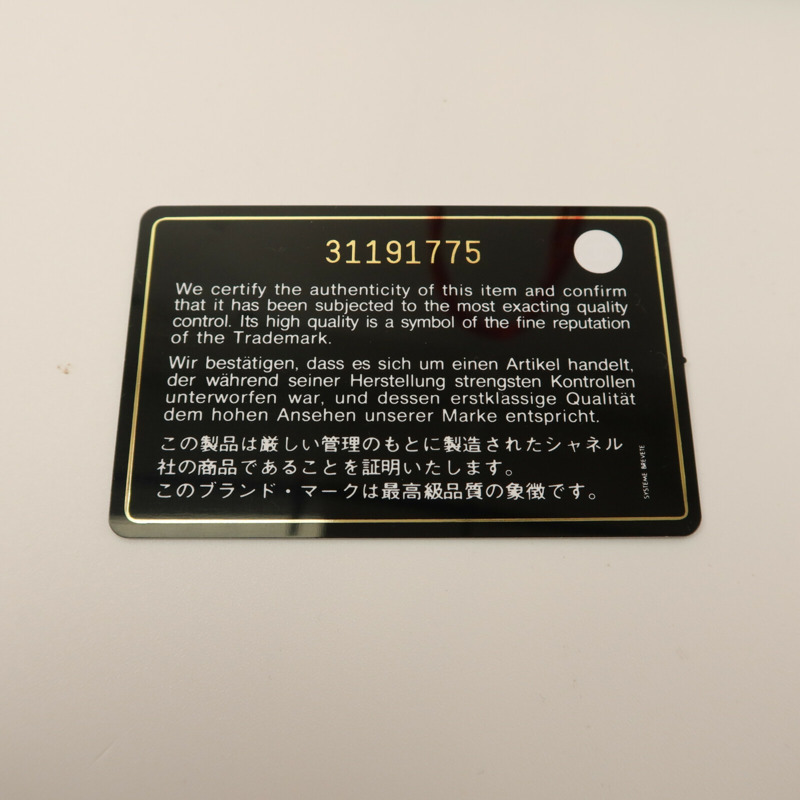 31191775
We certify the authenticity of this item and confirm
that it has been subjected to the most exacting quality
control. Its high quality is a symbol of the fine reputation
of the Trademark.
Wir bestätigen, dass es sich um einen Artikel handelt,
der während seiner Herstellung strengsten Kontrollen
unterworfen war, und dessen erstklassige Qualität
dem hohen Ansehen unserer Marke entspricht.
この製品は厳しい管理のもとに製造されたシャネル
社の商品であることを証明いたします。
このブランド・マークは最高級品質の象徴です。
SYSTEME BREVETE